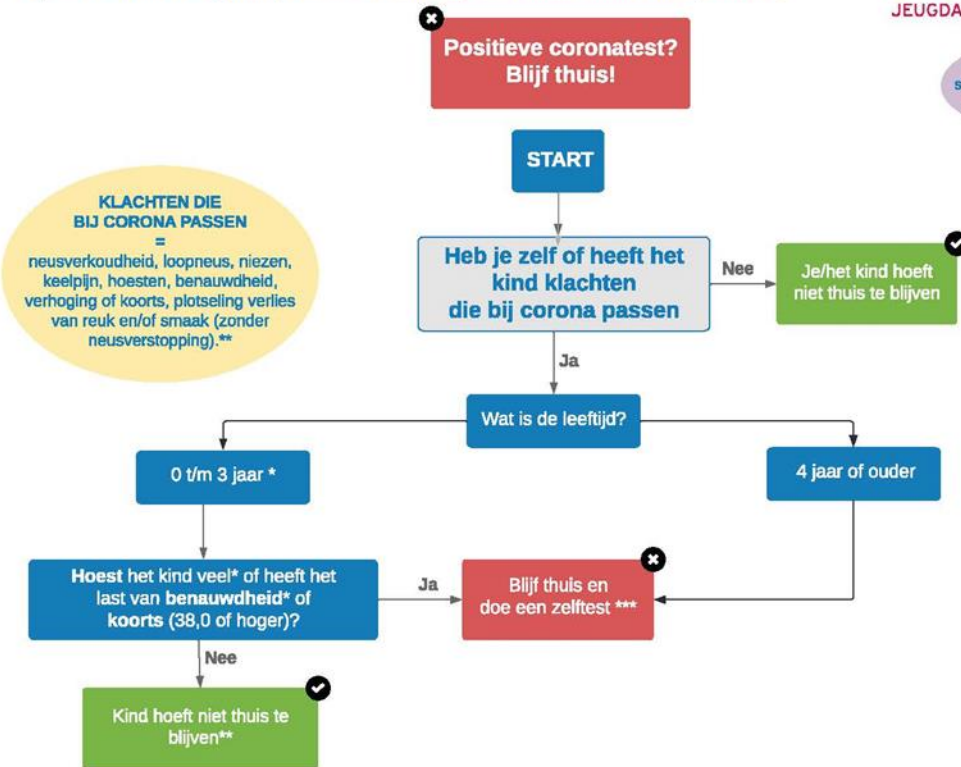 JEUGDA
Positieve coronatest?
Blijf thuis!
START
KLACHTEN DIE
BIJ CORONA PASSEN
=
neusverkoudheid, loopneus, niezen,
keelpijn, hoesten, benauwdheid,
verhoging of koorts, plotseling verlies
van reuk en/of smaak (zonder
neusverstopping).**
Heb je zelf of heeft het
kind klachten
die bij corona passen
Nee
Je/het kind hoeft
niet thuis te blijven
Ja
Wat is de leeftijd?
0 t/m 3 jaar *
4 jaar of ouder
Hoest het kind veel* of heeft het
last van benauwdheid* of
koorts (38,0 of hoger)?
Ja
Blijf thuis en
doe een zelftest ***
Nee
Kind hoeft niet thuis te
blijven**